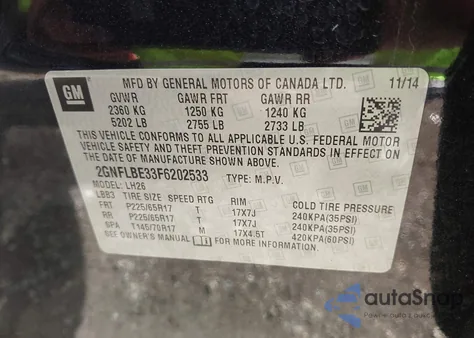 GM
MFD BY GENERAL MOTORS OF CANADA LTD. 11/14
GVWR GAWR FRT GAWR RR
2360 KG 1250 KG 1240 KG
5202 LB 2755 LB 2733 LB
THIS VEHICLE CONFORMS TO ALL APPLICABLE U.S. FEDERAL MOTOR
VEHICLE SAFETY AND THEFT PREVENTION STANDARDS IN EFFECT ON
THE DATE OF MANUFACTURE SHOWN ABOVE.
2GNFLBE33F6202533 TYPE: M.P.V.
MODEL: LH26
LBB3 TIRE SIZE SPEED RTG RIM COLD TIRE PRESSURE
FRT P225/65R17 T 17X7J 240KPA(35PSI)
RR P225/65R17 T 17X7J 240KPA(35PSI)
SPA T145/70R17 M 17X4.5T 420KPA(60PSI)
SEE OWNER'S MANUAL FOR MORE INFORMATION.
autaSnap